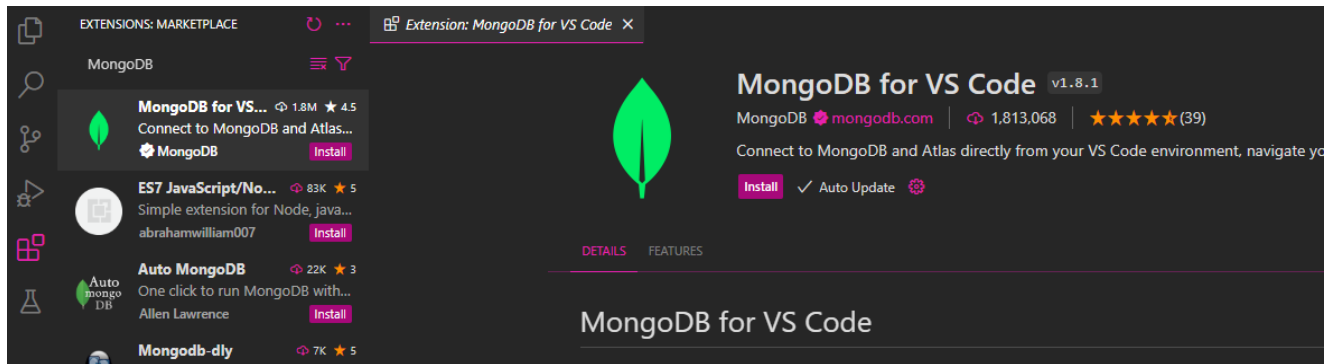 EXTENSIONS: MARKETPLACE
MongoDB
MongoDB for VS... 1.8M ★ 4.5
Connect to MongoDB and Atlas...
MongoDB
Install
ES7 JavaScript/No... 83K ★ 5
Simple extension for Node, java...
abrahamwilliam007
Install
Auto MongoDB 22K ★ 3
One click to run MongoDB with...
Allen Lawrence
Install
Auto
mongo
DB
Mongodb-dly 7K ★ 5
Extension: MongoDB for VS Code
MongoDB for VS Code v1.8.1
MongoDB mongodb.com 1,813,068 (39)
Connect to MongoDB and Atlas directly from your VS Code environment, navigate yo
Install Auto Update
DETAILS FEATURES
MongoDB for VS Code